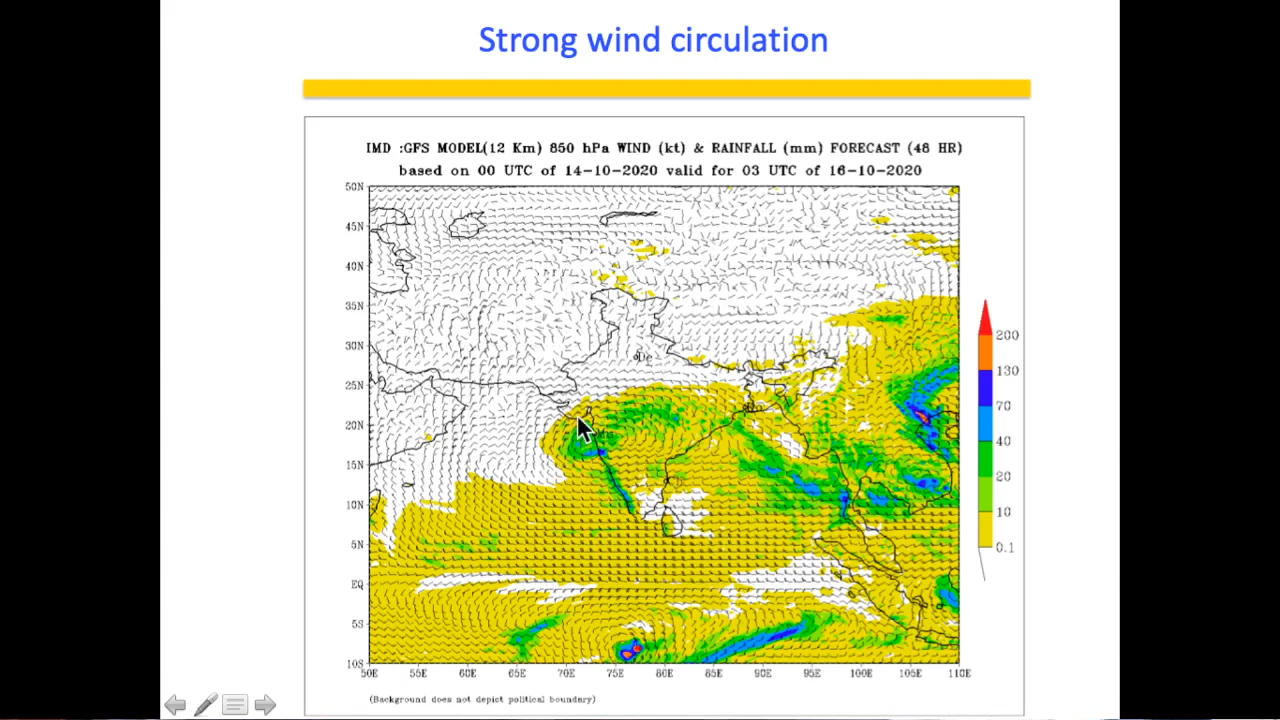 Strong wind circulation
IMD :GFS MODEL(12 Km) 850 hPa WIND (kt) & RAINFALL (mm) FORECAST (48 HR)
based on 00 UTC of 14-10-2020 valid for 03 UTC of 16-10-2020
50N
45N
40N
35N
30N
25N
20N
15N
10N
5N
EQ
5S
10S
De
200
130
70
40
20
10
0.1
50E 55E 60E 65E 70E 75E 80E 85E 90E 95E 100E 105E 110E
(Background does not depict political boundary)